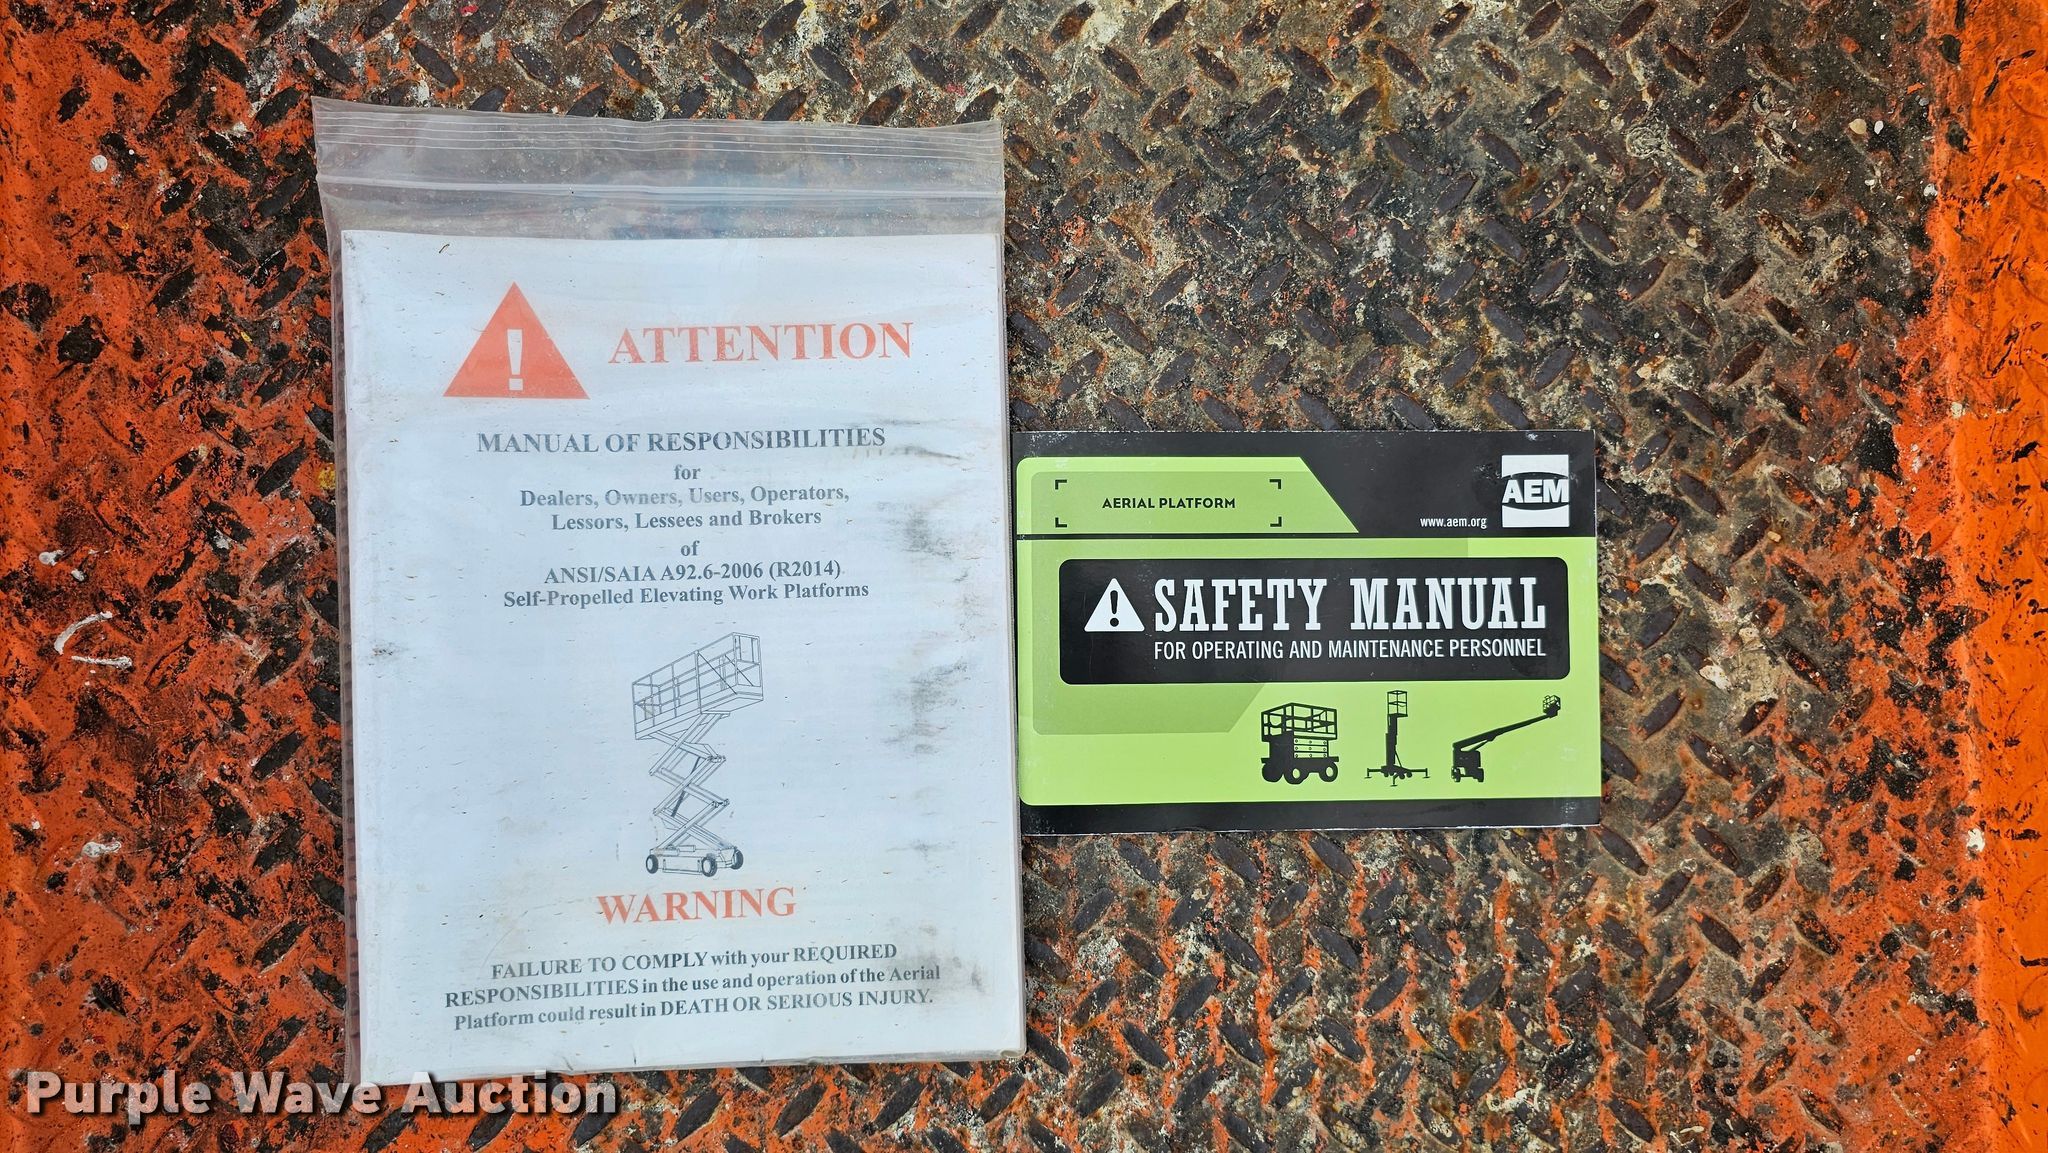 ATTENTION
MANUAL OF RESPONSIBILITIES
for
Dealers, Owners, Users, Operators,
Lessors, Lessees and Brokers
of
ANSI/SAIA A92.6-2006 (R2014)
Self-Propelled Elevating Work Platforms
WARNING
FAILURE TO COMPLY with your REQUIRED
RESPONSIBILITIES in the use and operation of the Aerial
Platform could result in DEATH OR SERIOUS INJURY.
AERIAL PLATFORM
www.aem.org
AEM
SAFETY MANUAL
FOR OPERATING AND MAINTENANCE PERSONNEL
Purple Wave Auction